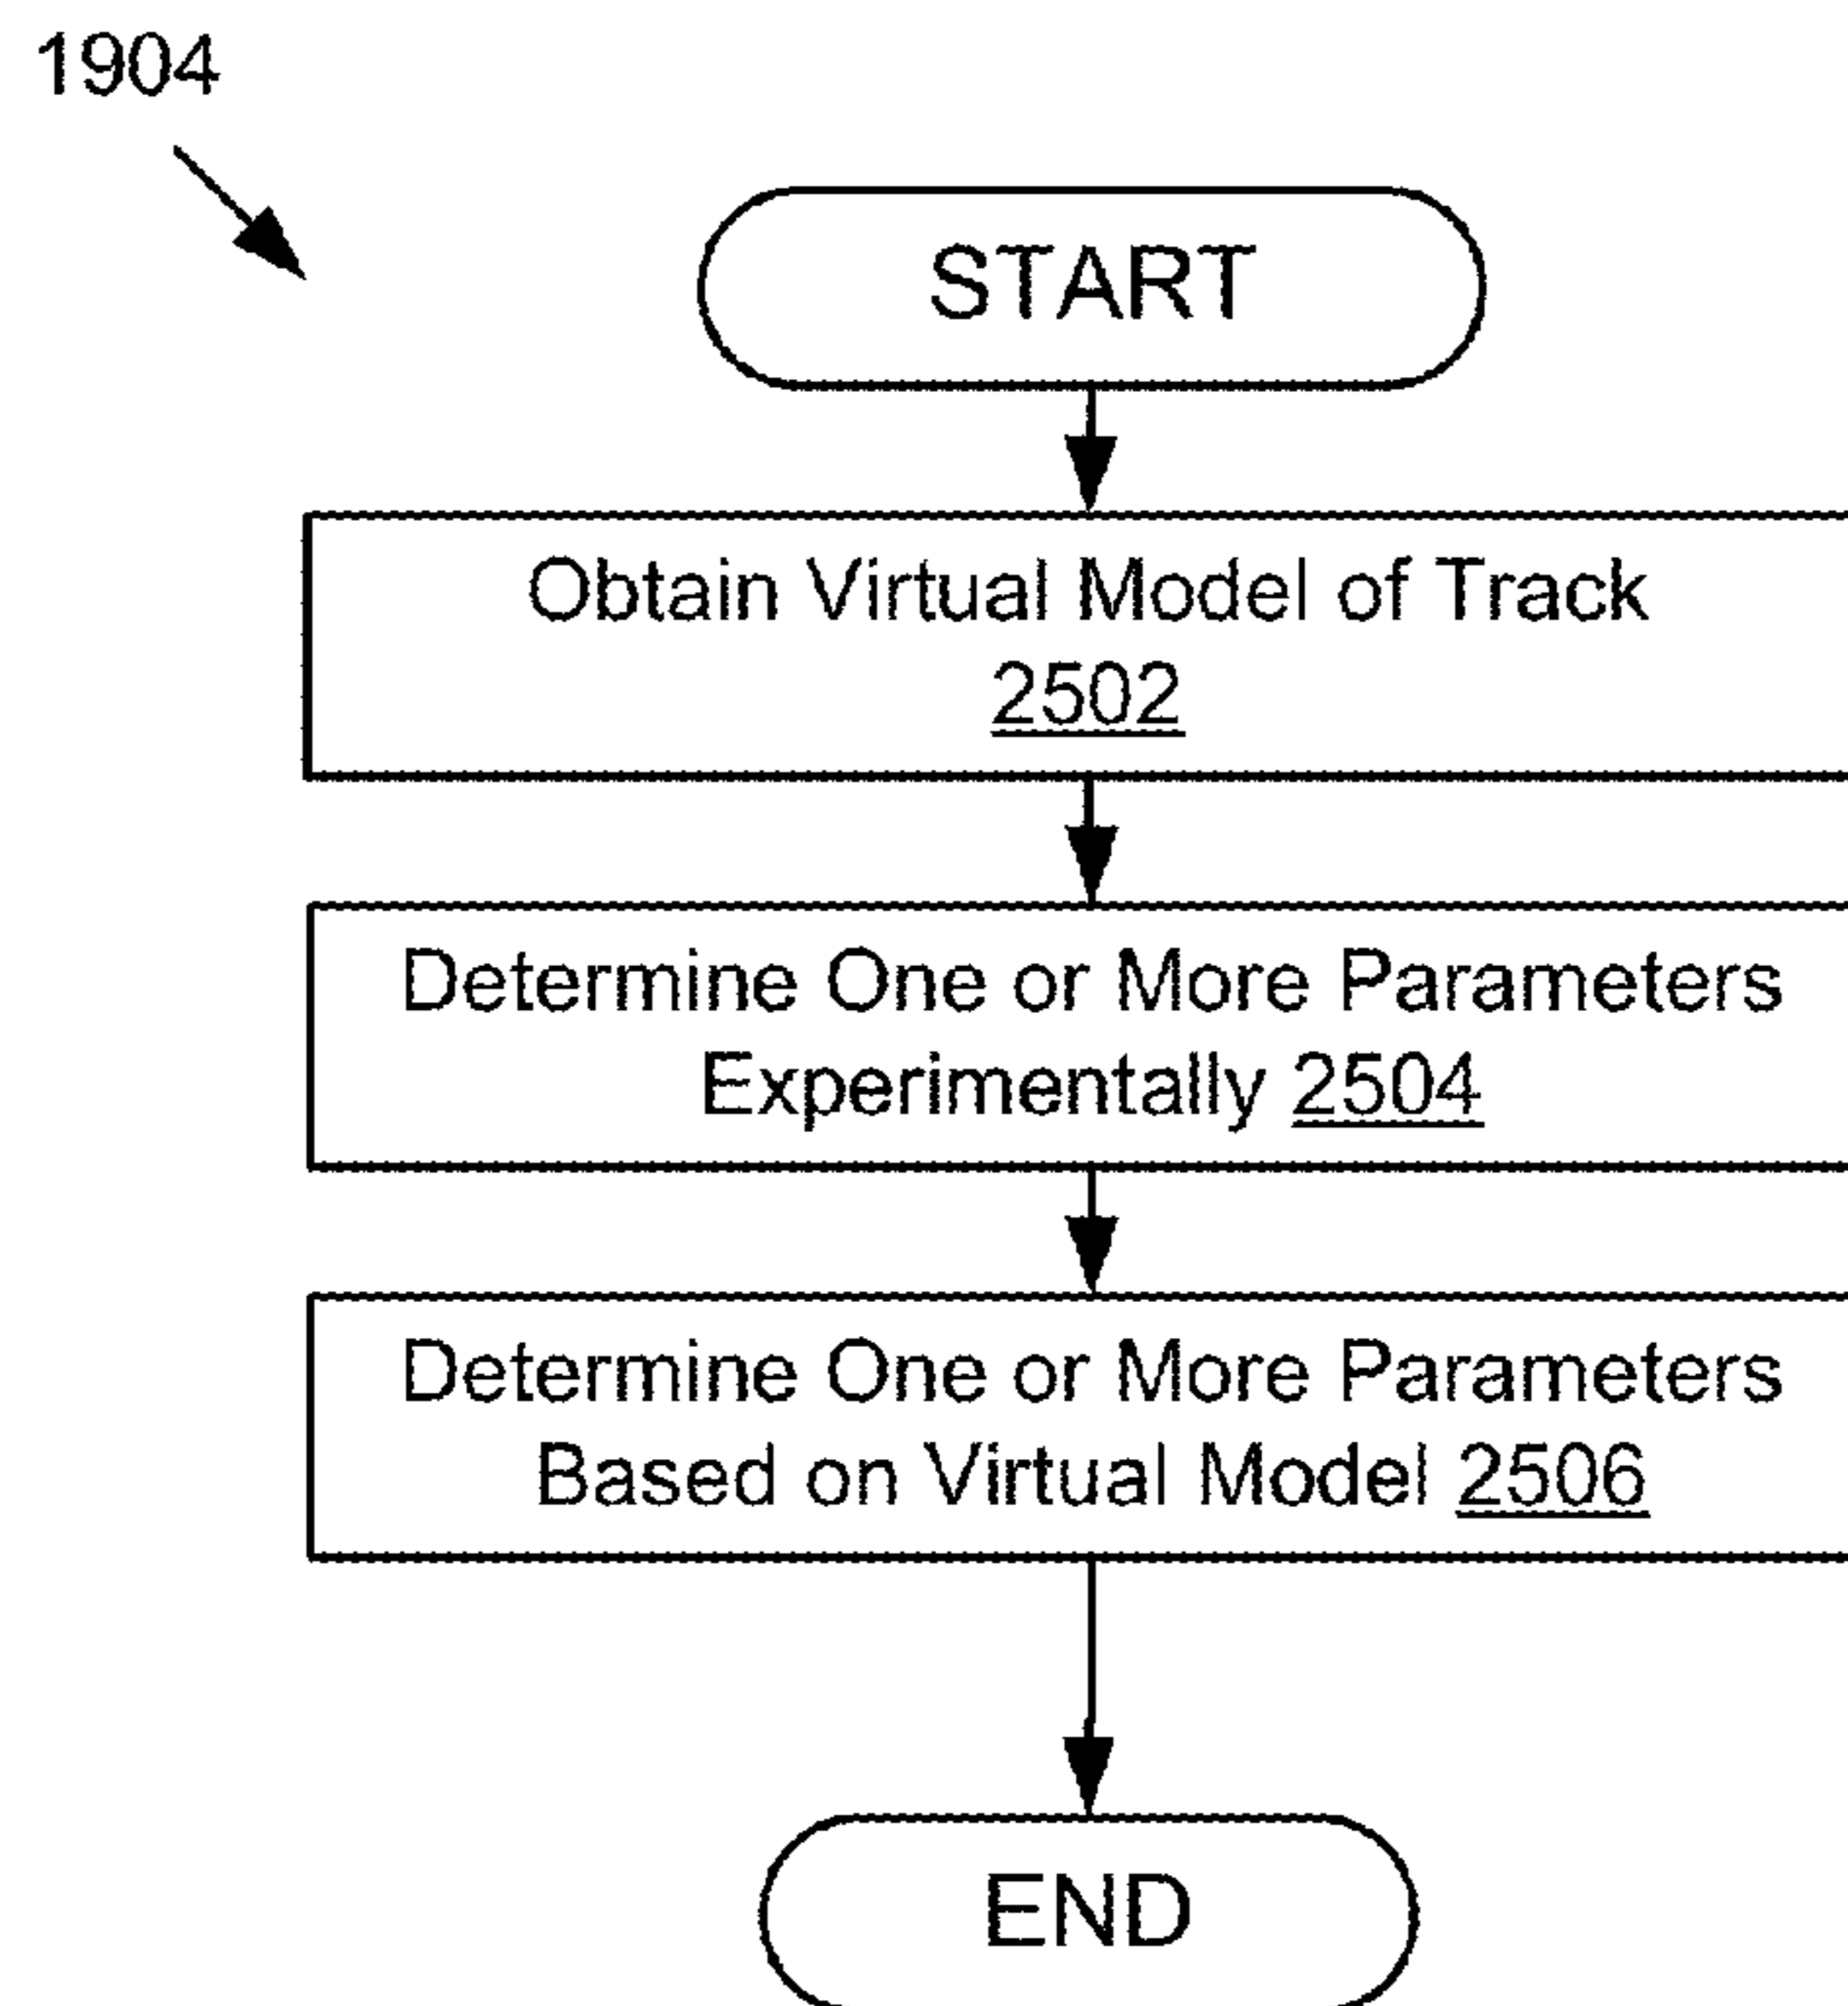 1904
START
Obtain Virtual Model of Track
2502
Determine One or More Parameters
Experimentally 2504
Determine One or More Parameters
Based on Virtual Model 2506
END